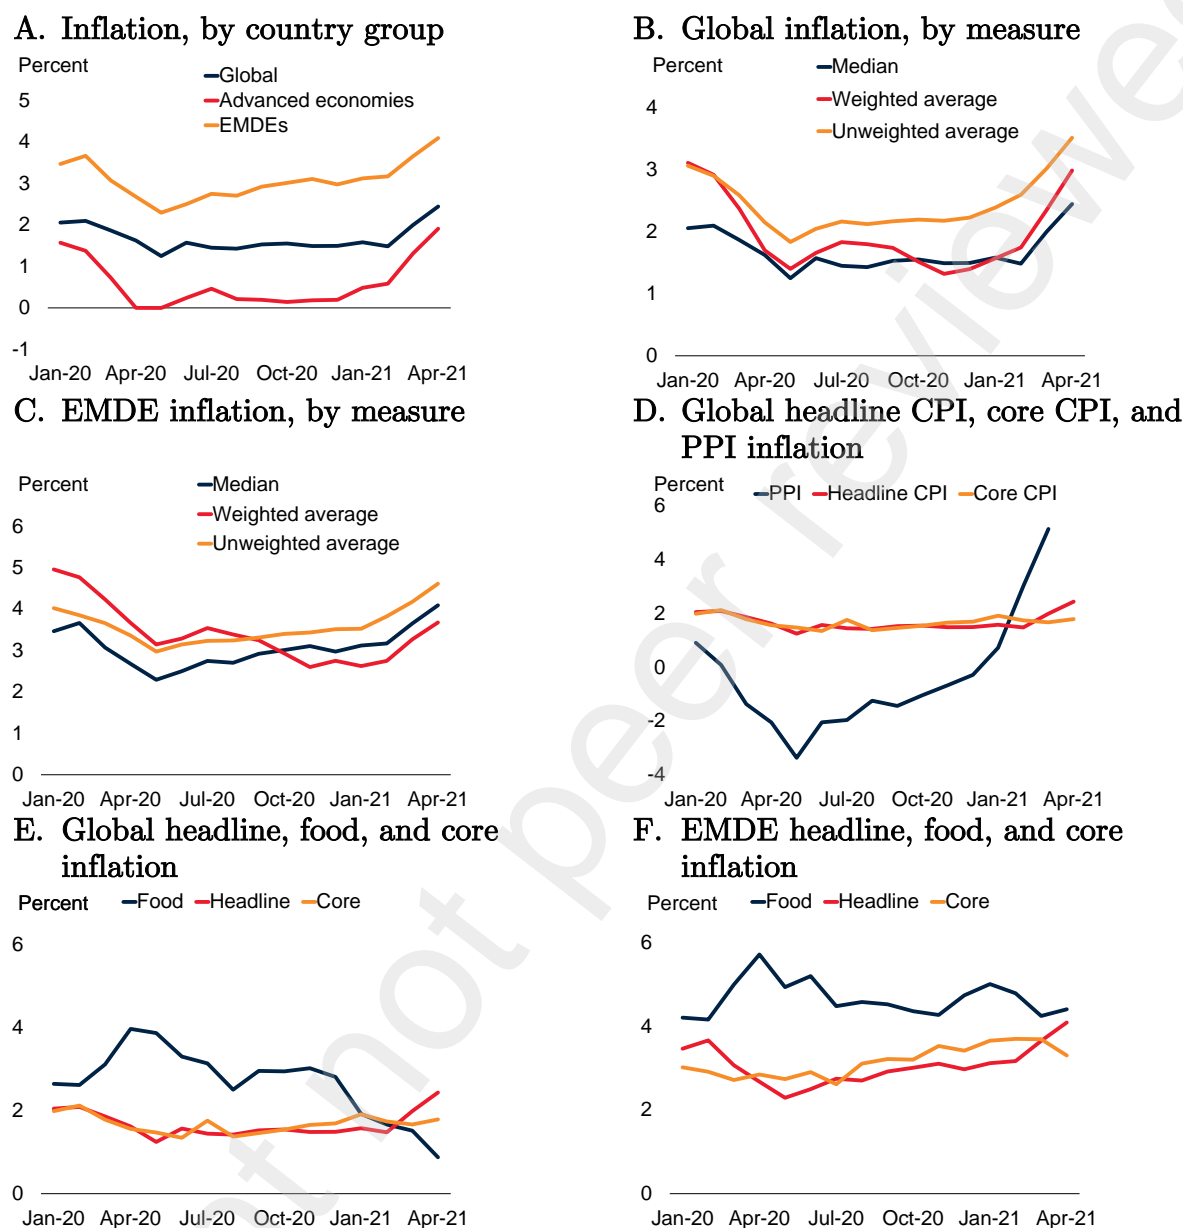 A. Inflation, by country group
Percent
Global
Advanced economies
EMDEs
5
4
3
2
1
0
-1
Jan-20 Apr-20 Jul-20 Oct-20 Jan-21 Apr-21
B. Global inflation, by measure
Percent
Median
Weighted average
Unweighted average
4
3
2
1
0
Jan-20 Apr-20 Jul-20 Oct-20 Jan-21 Apr-21
C. EMDE inflation, by measure
Percent
Median
Weighted average
Unweighted average
6
5
4
3
2
1
0
Jan-20 Apr-20 Jul-20 Oct-20 Jan-21 Apr-21
D. Global headline CPI, core CPI, and
PPI inflation
Percent
PPI Headline CPI Core CPI
6
4
2
0
-2
-4
Jan-20 Apr-20 Jul-20 Oct-20 Jan-21 Apr-21
E. Global headline, food, and core
inflation
Percent
Food Headline Core
6
4
2
0
Jan-20 Apr-20 Jul-20 Oct-20 Jan-21 Apr-21
F. EMDE headline, food, and core
inflation
Percent
Food Headline Core
6
4
2
0
Jan-20 Apr-20 Jul-20 Oct-20 Jan-21 Apr-21
not peer reviewe